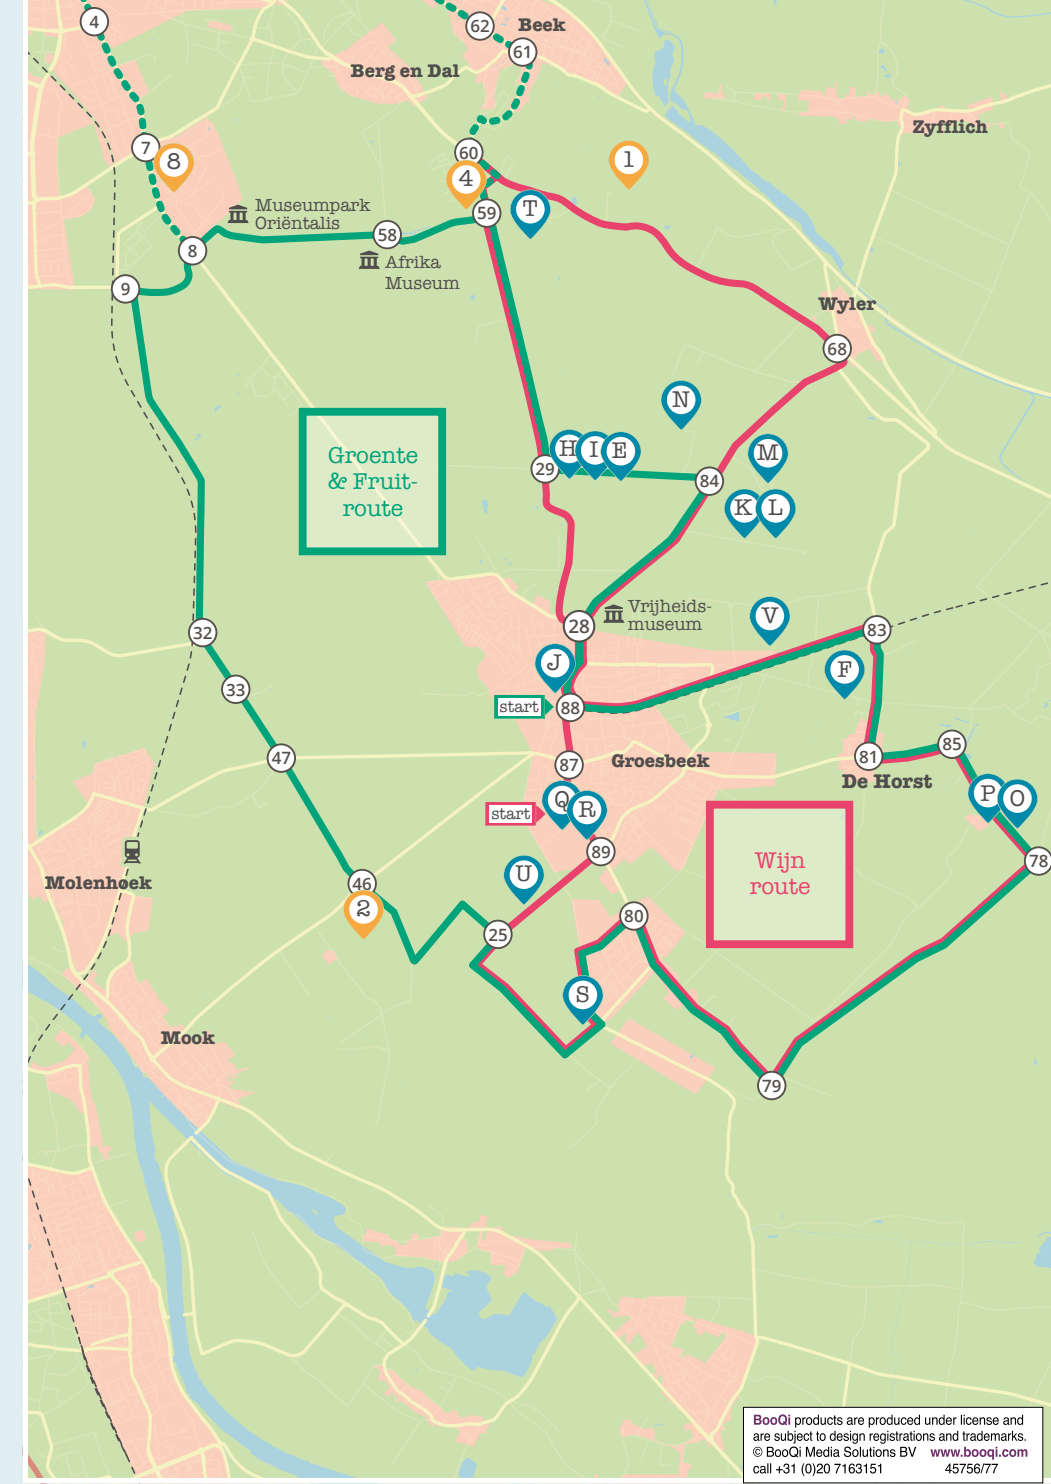 4
62
Beek
61
Berg en Dal
Zyfflich
7
8
60
1
4
T
Museumpark
Oriëntalis
59
58
8
Afrika
Museum
9
Wyler
68
N
Groente
& Fruit-
route
H
I
E
M
29
84
K
L
Vrijheids-
museum
V
28
83
32
J
F
33
start
88
85
47
87
Groesbeek
81
De Horst
P
O
Q
R
start
Wijn
route
89
78
Molenhoek
46
2
U
80
25
S
Mook
79
BooQi products are produced under license and
are subject to design registrations and trademarks.
© BooQi Media Solutions BV www.booqi.com
call +31 (0)20 7163151 45756/77